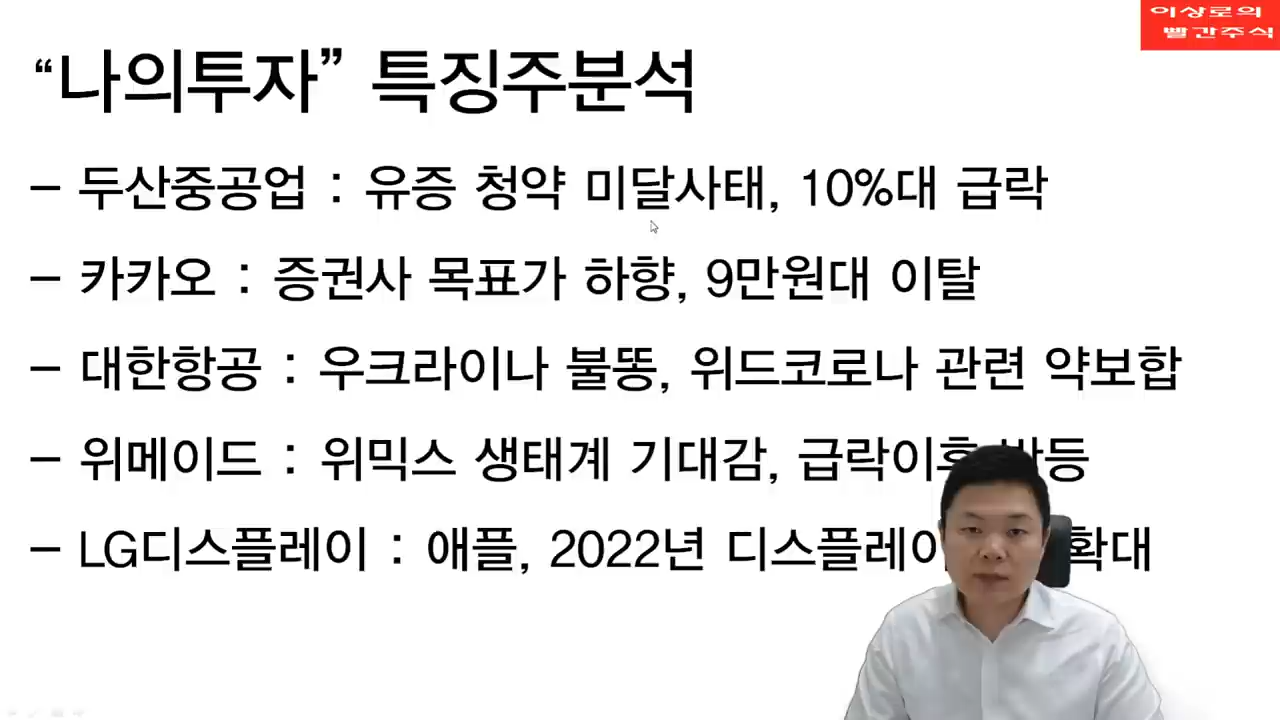 이상로의
빨간주식
“나의투자” 특징주분석
– 두산중공업 : 유증 청약 미달사태, 10%대 급락
– 카카오 : 증권사 목표가 하향, 9만원대 이탈
– 대한항공 : 우크라이나 불똥, 위드코로나 관련 약보합
– 위메이드 : 위믹스 생태계 기대감, 급락이후 반등
– LG디스플레이 : 애플, 2022년 디스플레이 확대